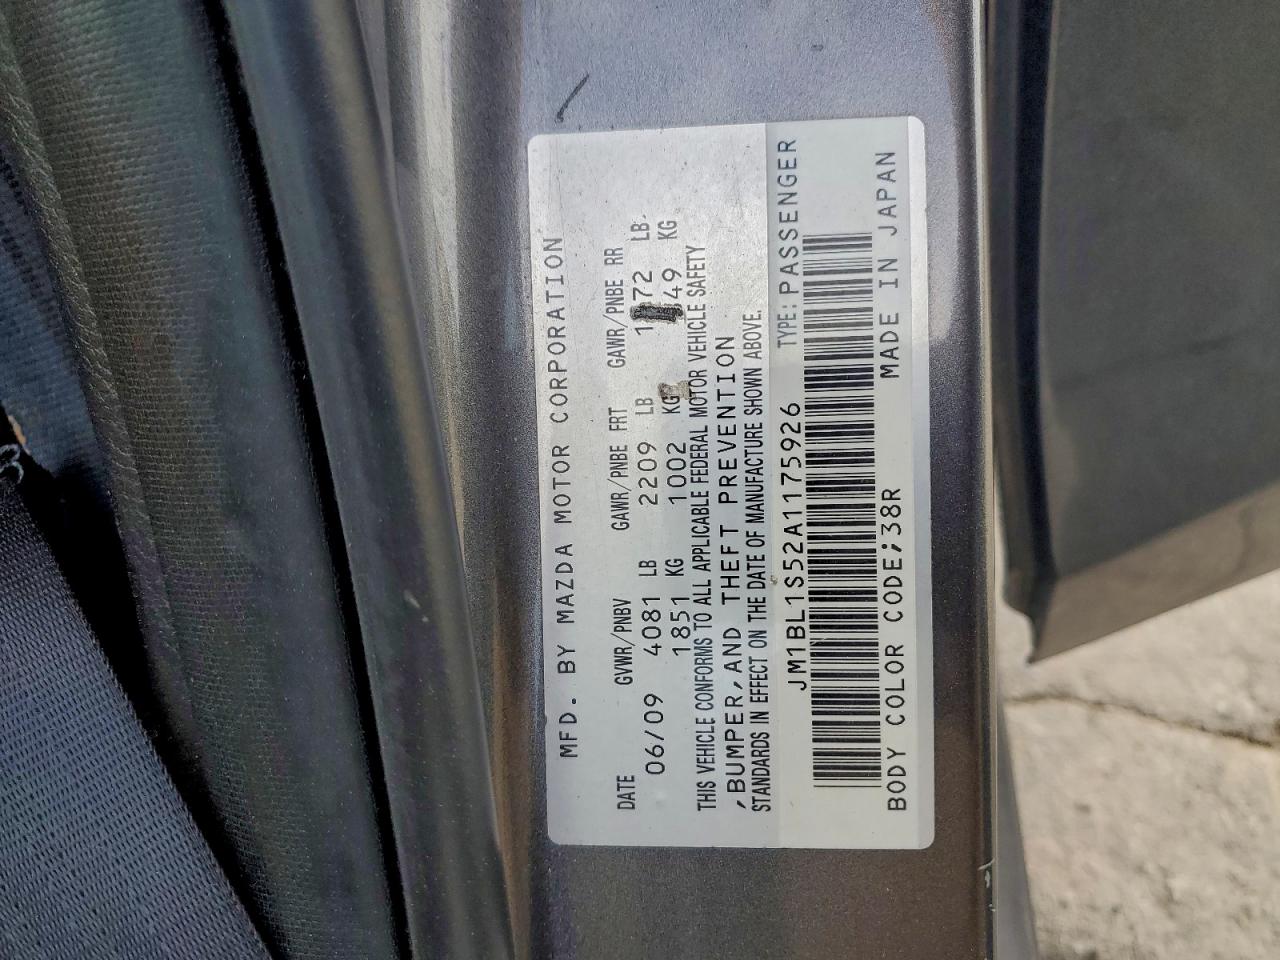 MFD. BY MAZDA MOTOR CORPORATION
DATE GVWR/PNBV GAWR/PNBE FRT GAWR/PNBE RR
06/09 4081 LB 2209 LB 72 LB
1851 KG 1002 KG 49 KG
THIS VEHICLE CONFORMS TO ALL APPLICABLE FEDERAL MOTOR VEHICLE SAFETY
,BUMPER,AND THEFT PREVENTION
STANDARDS IN EFFECT ON THE DATE OF MANUFACTURE SHOWN ABOVE.
JM1BL1S52A1175926 TYPE:PASSENGER
BODY COLOR CODE;38R MADE IN JAPAN